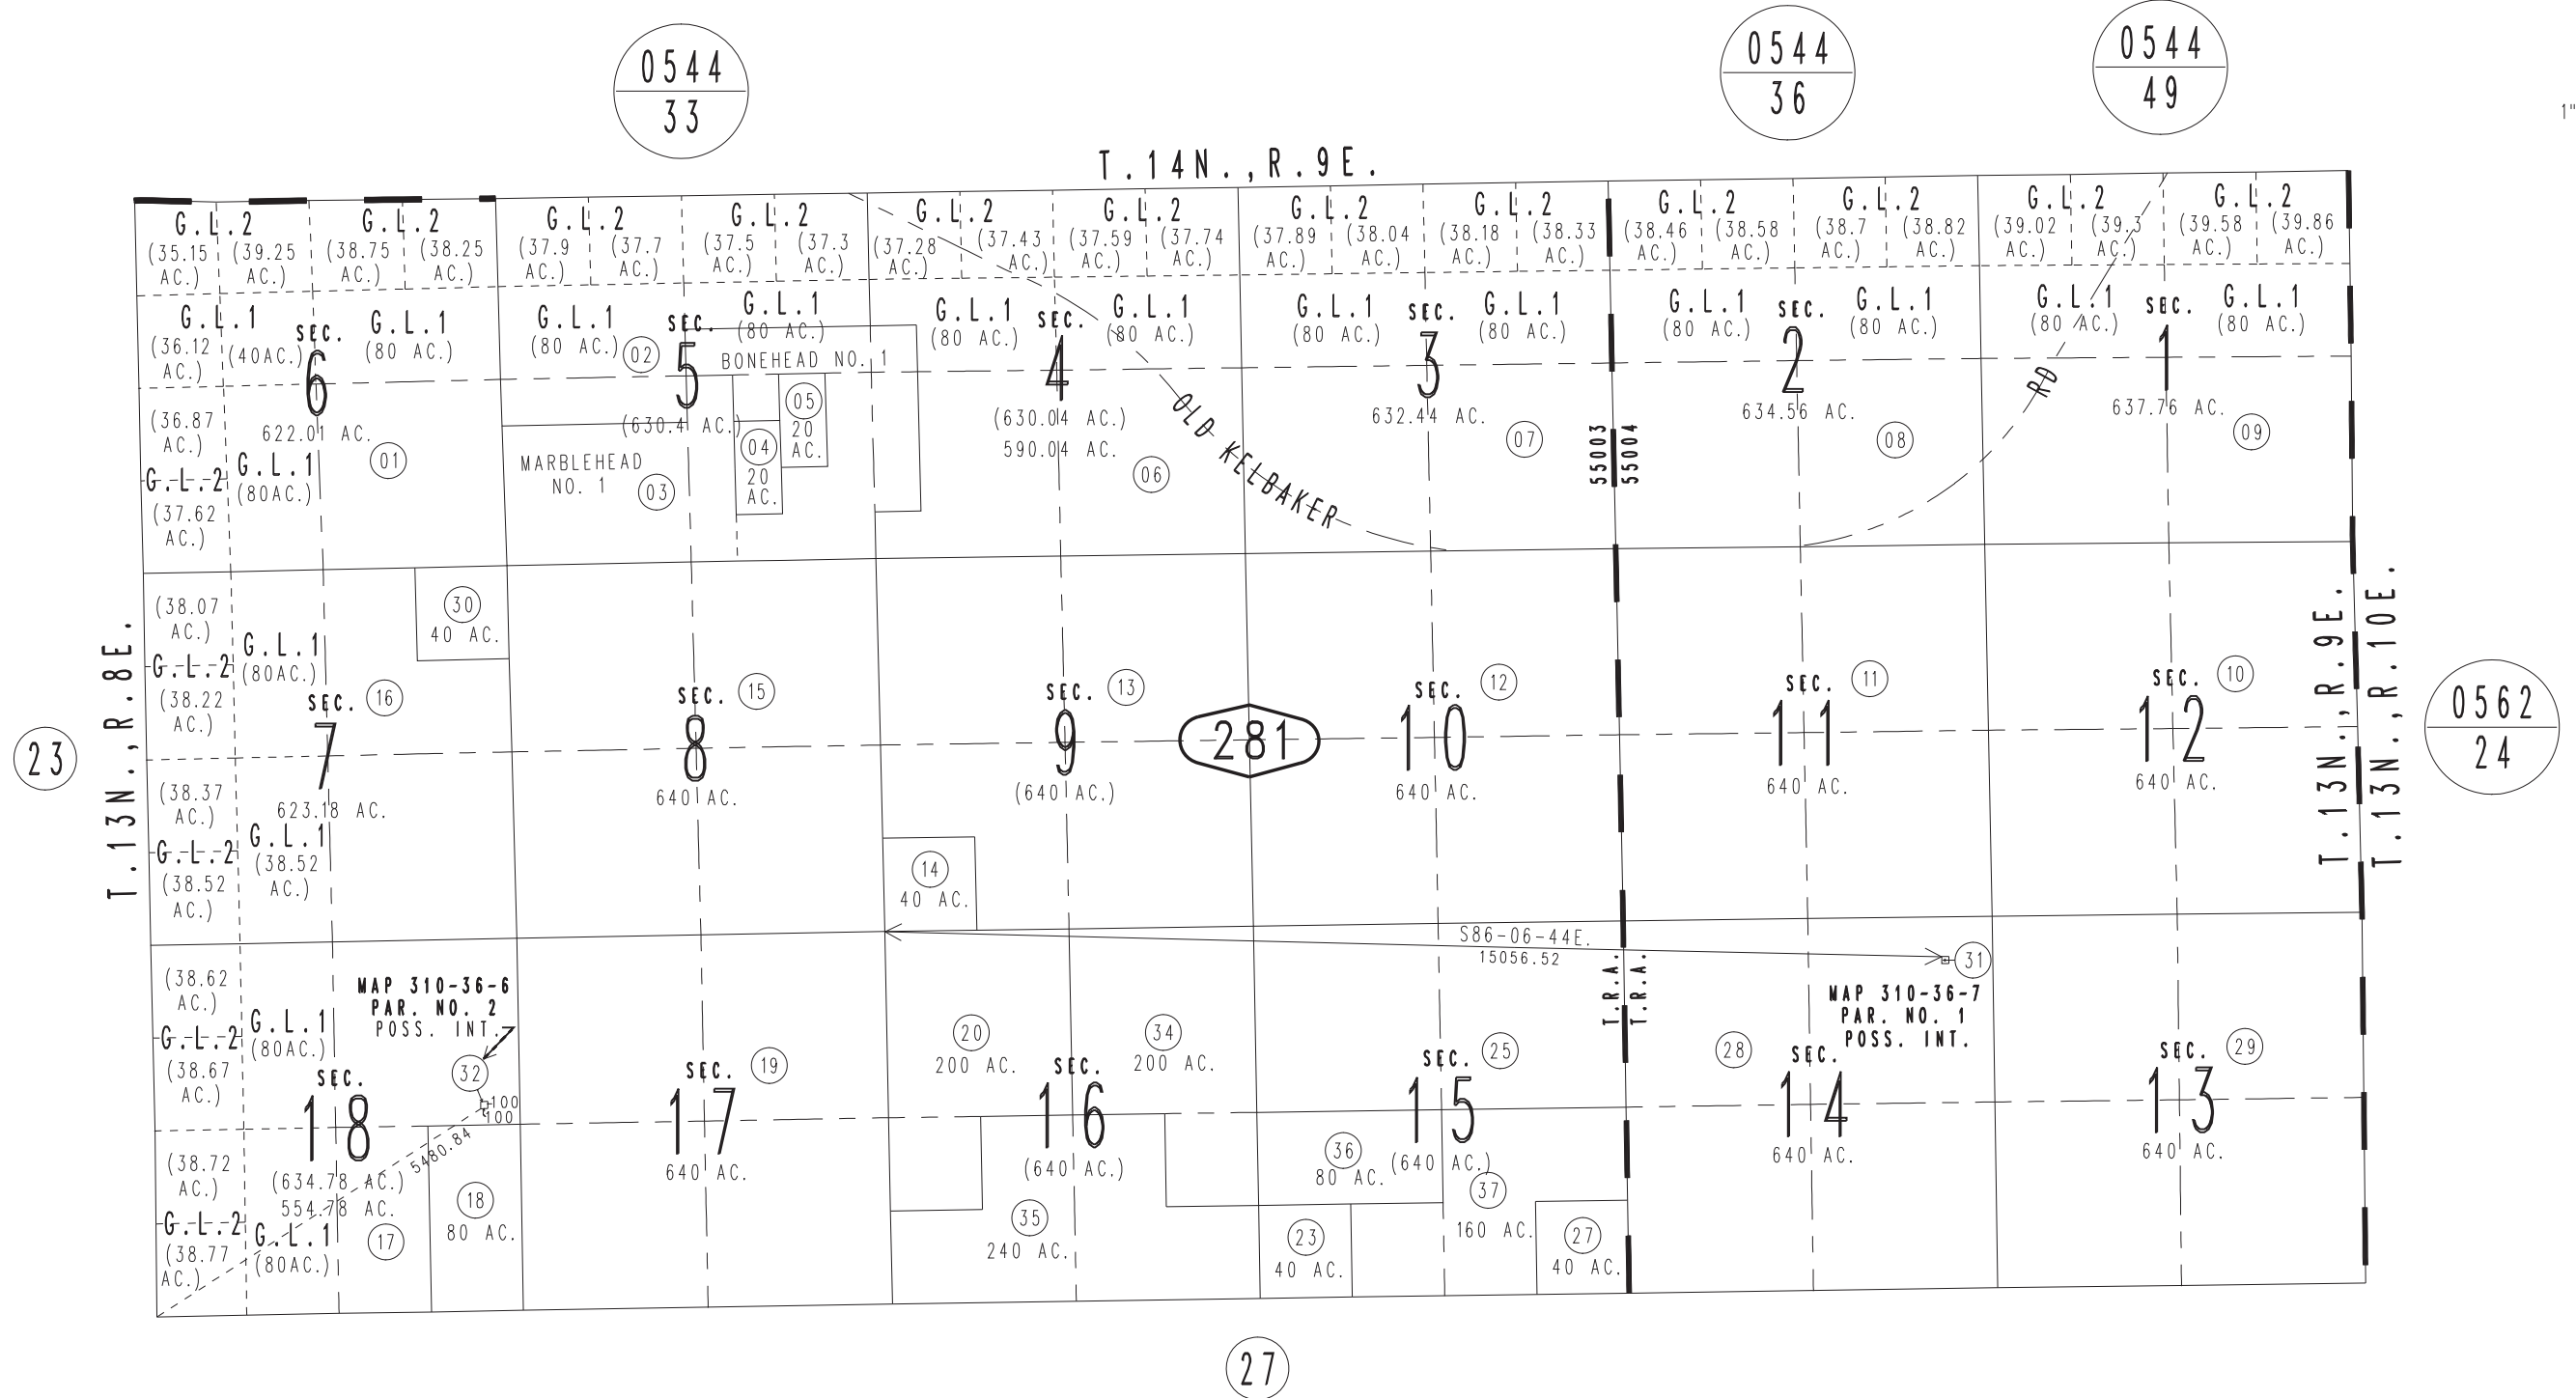 0544
33
0544
36
0544
49
1"
T.14N.,R.9E.
G.L.2
G.L.2
G.L.2
G.L.2
G.L.2
G.L.2
G.L.2
G.L.2
G.L.2
G.L.2
G.L.2
G.L.2
(35.15 AC.)
(39.25 AC.)
(38.75 AC.)
(38.25 AC.)
(37.9 AC.)
(37.7 AC.)
(37.5 AC.)
(37.3 AC.)
(37.28 AC.)
(37.43 AC.)
(37.59 AC.)
(37.74 AC.)
(37.89 AC.)
(38.04 AC.)
(38.18 AC.)
(38.33 AC.)
(38.46 AC.)
(38.58 AC.)
(38.7 AC.)
(38.82 AC.)
(39.02 AC.)
(39.3 AC.)
(39.58 AC.)
(39.86 AC.)
G.L.1
(36.12 AC.)
(40AC.)
SEC.
6
G.L.1
(80 AC.)
(36.87 AC.)
622.01 AC.
01
G.L.2
G.L.1
(80AC.)
(37.62 AC.)
G.L.1
(80 AC.)
02
SEC.
5
G.L.1
(80 AC.)
BONEHEAD NO. 1
(630.4 AC.)
MARBLEHEAD
NO. 1
03
04
20
AC.
05
20
AC.
G.L.1
(80 AC.)
SEC.
4
G.L.1
(80 AC.)
(630.04 AC.)
590.04 AC.
06
OLD KELBAKER
RD
G.L.1
(80 AC.)
SEC.
3
G.L.1
(80 AC.)
632.44 AC.
07
55003
55004
G.L.1
(80 AC.)
SEC.
2
G.L.1
(80 AC.)
634.56 AC.
08
G.L.1
(80 AC.)
SEC.
1
G.L.1
(80 AC.)
637.76 AC.
09
T.13N.,R.8E.
23
(38.07 AC.)
G.L.2
G.L.1
(80AC.)
(38.22 AC.)
30
40 AC.
SEC.
7
16
(38.37 AC.)
623.18 AC.
G.L.2
G.L.1
(38.52 AC.)
(38.52 AC.)
SEC.
8
15
640 AC.
SEC.
9
13
(640 AC.)
14
40 AC.
281
SEC.
10
12
640 AC.
SEC.
11
11
640 AC.
SEC.
12
10
640 AC.
T.13N.,R.9E.
T.13N.,R.10E.
0562
24
S86-06-44E.
15056.52
31
T.R.A.
T.R.A.
MAP 310-36-7
PAR. NO. 1
POSS. INT.
(38.62 AC.)
G.L.2
G.L.1
(80AC.)
(38.67 AC.)
MAP 310-36-6
PAR. NO. 2
POSS. INT.
32
100
100
5480.84
SEC.
18
(38.72 AC.)
(634.78 AC.)
554.78 AC.
G.L.2
G.L.1
(80AC.)
(38.77 AC.)
17
18
80 AC.
SEC.
17
19
640 AC.
20
200 AC.
34
200 AC.
SEC.
16
(640 AC.)
35
240 AC.
SEC.
15
25
(640 AC.)
36
80 AC.
37
160 AC.
23
40 AC.
27
40 AC.
28
SEC.
14
640 AC.
SEC.
13
29
640 AC.
27